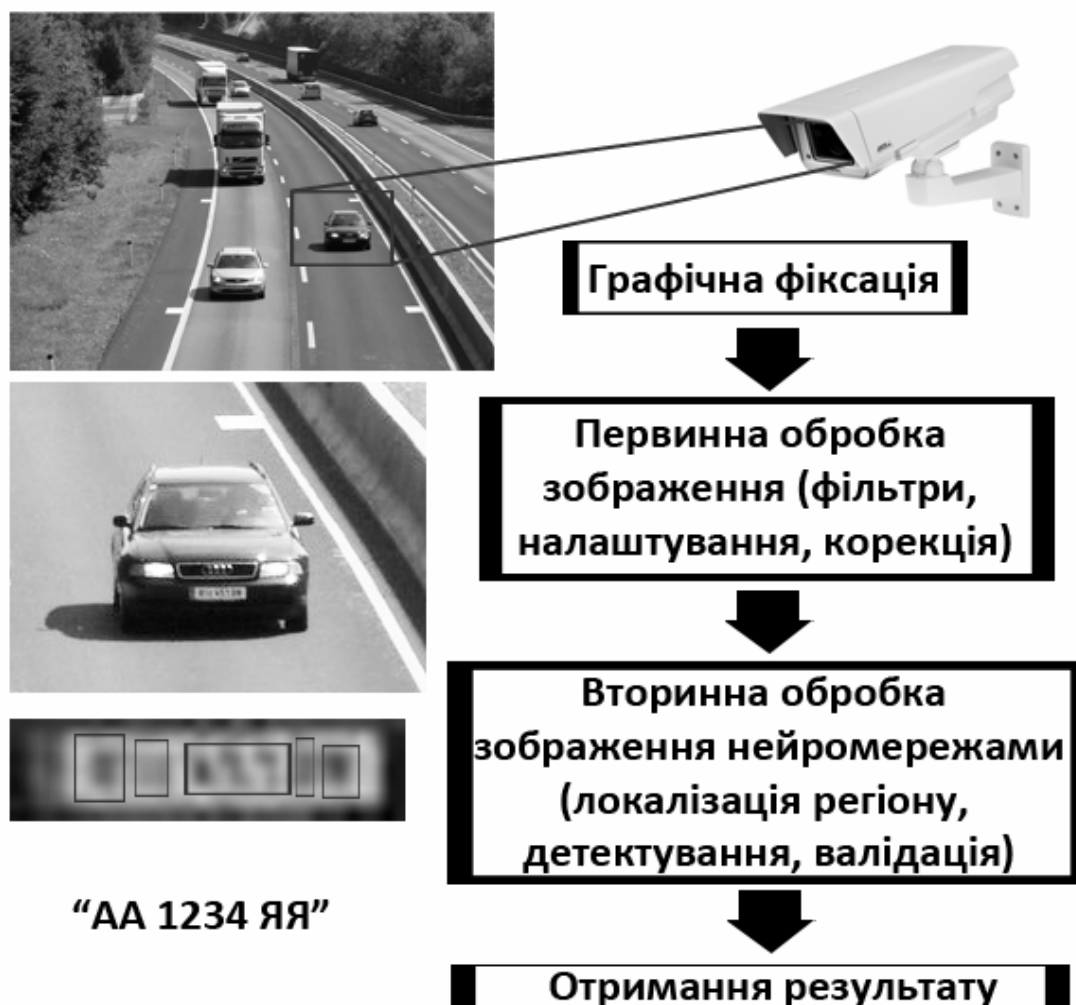 Графічна фіксація
Первинна обробка
зображення (фільтри,
налаштування, корекція)
Вторинна обробка
зображення нейромережами
(локалізація регіону,
детектування, валідація)
“АА 1234 ЯЯ”
Отримання результату